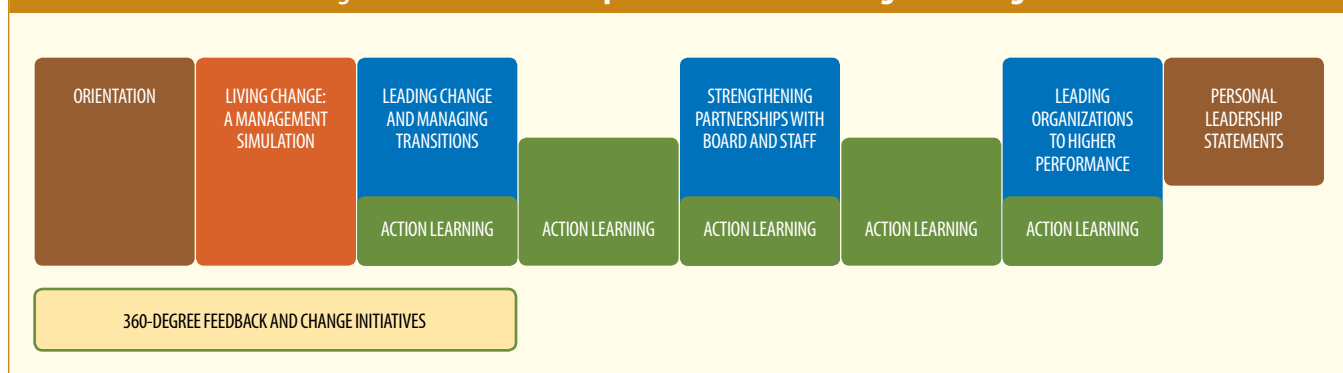 ORIENTATION
LIVING CHANGE:
A MANAGEMENT
SIMULATION
LEADING CHANGE
AND MANAGING
TRANSITIONS
STRENGTHENING
PARTNERSHIPS WITH
BOARD AND STAFF
LEADING
ORGANIZATIONS
TO HIGHER
PERFORMANCE
PERSONAL
LEADERSHIP
STATEMENTS
ACTION LEARNING
ACTION LEARNING
ACTION LEARNING
ACTION LEARNING
ACTION LEARNING
360-DEGREE FEEDBACK AND CHANGE INITIATIVES